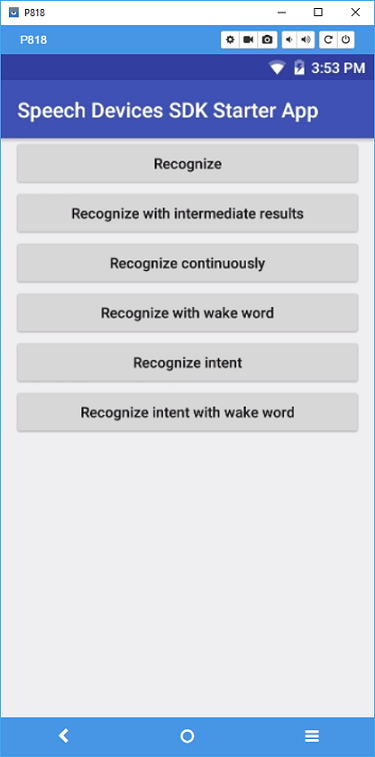 P818
P818
3:53 PM
Speech Devices SDK Starter App
Recognize
Recognize with intermediate results
Recognize continuously
Recognize with wake word
Recognize intent
Recognize intent with wake word